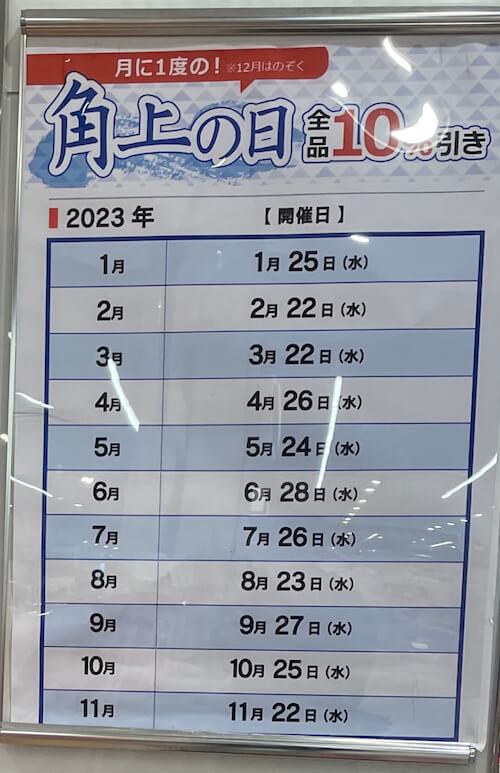 月に1度の！※12月はのぞく
角上の日 全品10%引き
2023年 【開催日】
1月 1月25日(水)
2月 2月22日(水)
3月 3月22日(水)
4月 4月26日(水)
5月 5月24日(水)
6月 6月28日(水)
7月 7月26日(水)
8月 8月23日(水)
9月 9月27日(水)
10月 10月25日(水)
11月 11月22日(水)